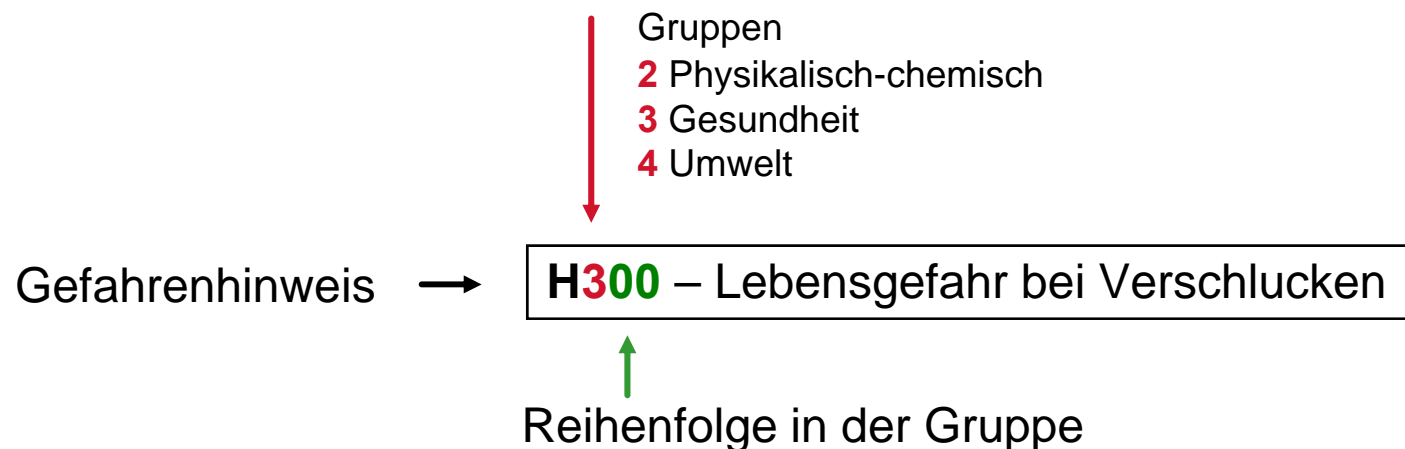 Gruppen
2 Physikalisch-chemisch
3 Gesundheit
4 Umwelt
Gefahrenhinweis
H300 – Lebensgefahr bei Verschlucken
Reihenfolge in der Gruppe